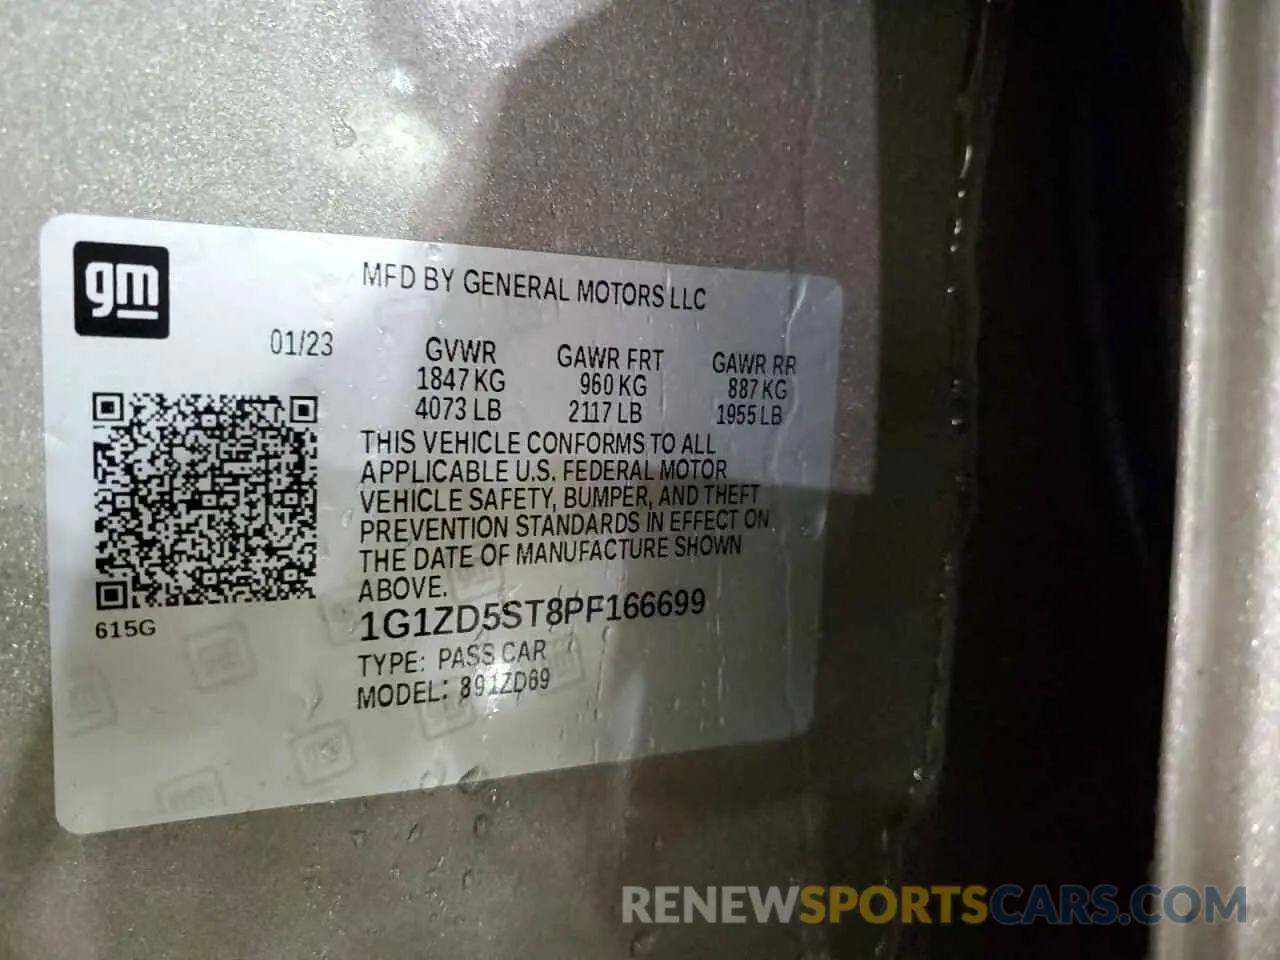 gm
MFD BY GENERAL MOTORS LLC
01/23
GVWR GAWR FRT GAWR RR
1847 KG 960 KG 887 KG
4073 LB 2117 LB 1955 LB
THIS VEHICLE CONFORMS TO ALL
APPLICABLE U.S. FEDERAL MOTOR
VEHICLE SAFETY, BUMPER, AND THEFT
PREVENTION STANDARDS IN EFFECT ON
THE DATE OF MANUFACTURE SHOWN
ABOVE.
615G
1G1ZD5ST8PF166699
TYPE: PASS CAR
MODEL: 891ZD69
RENEWSPORTSCARS.COM